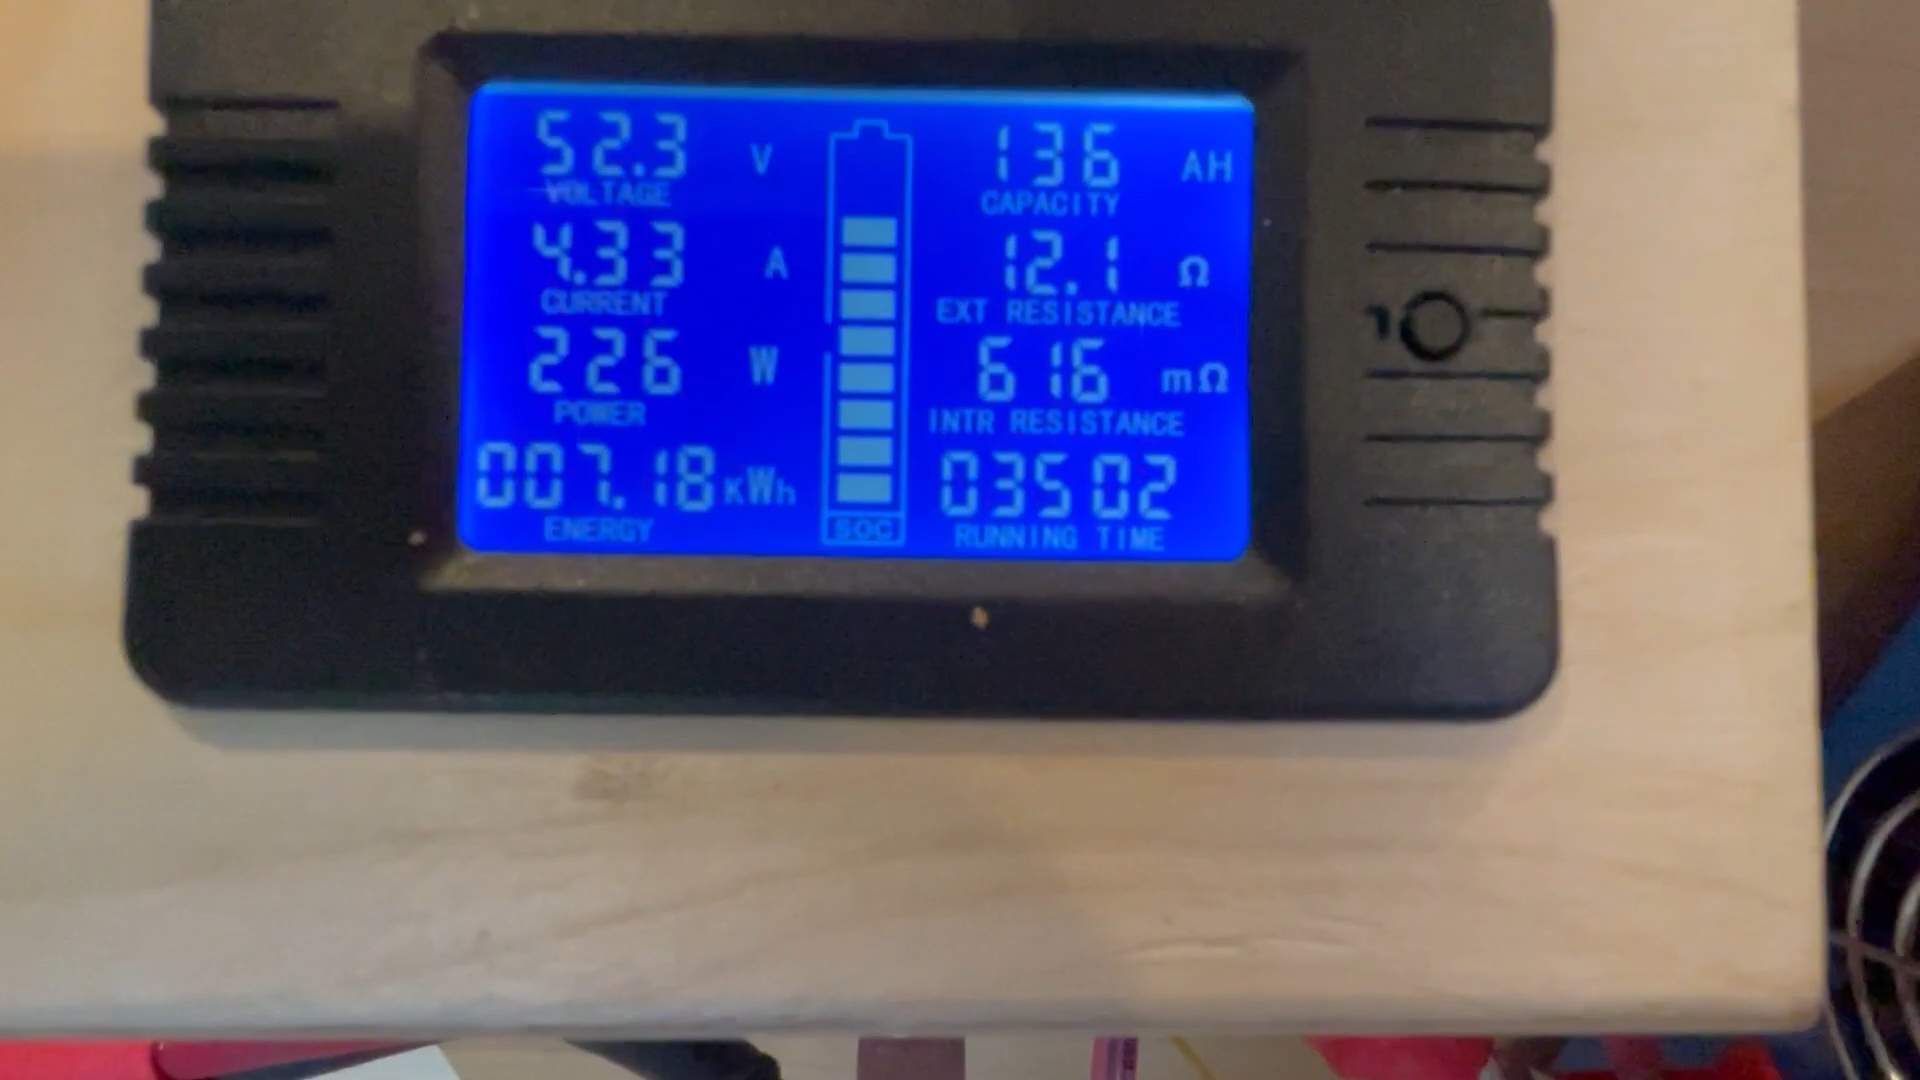 52.3 V
VOLTAGE
4.33 A
CURRENT
226 W
POWER
007.18 KWh
ENERGY
SOC
136 AH
CAPACITY
12.1 Ω
EXT RESISTANCE
616 mΩ
INTR RESISTANCE
03502
RUNNING TIME